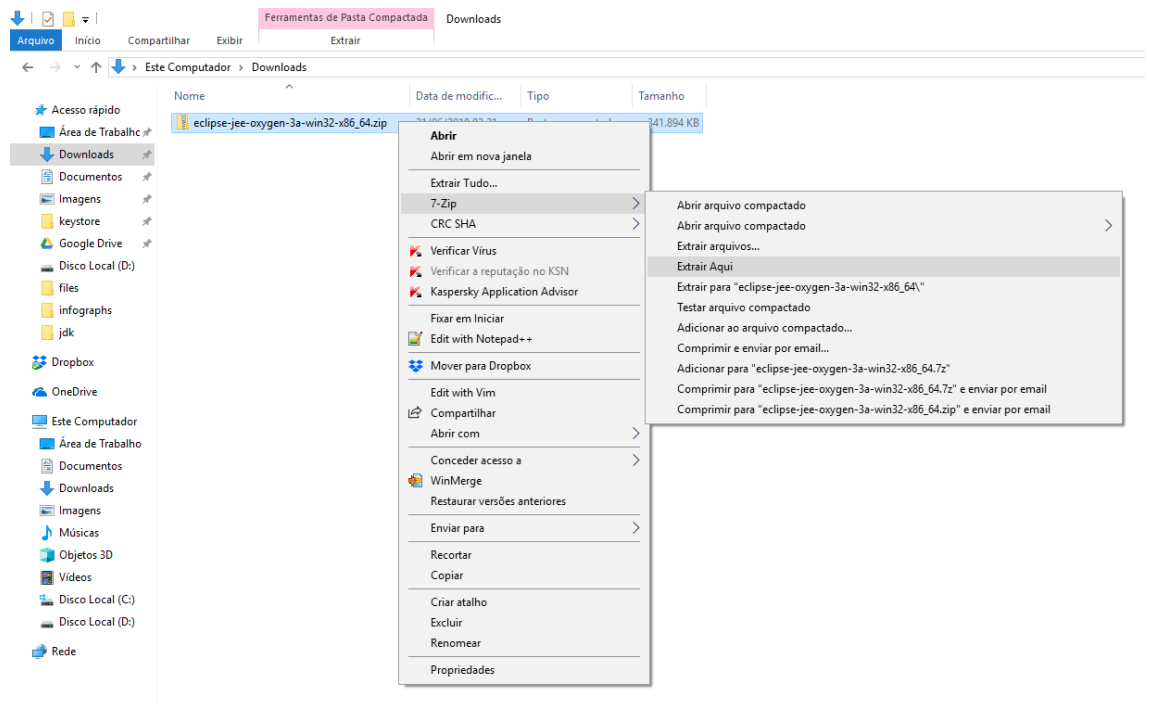 Ferramentas de Pasta Compactada Downloads
Arquivo Início Compartilhar Exibir Extrair
Este Computador Downloads
Nome Data de modific... Tipo Tamanho
eclipse-jee-oxygen-3a-win32-x86_64.zip 341.894 KB
Acesso rápido
Área de Trabalhc
Downloads
Documentos
Imagens
keystore
Google Drive
Disco Local (D:)
files
infographs
jdk
Dropbox
OneDrive
Este Computador
Área de Trabalho
Documentos
Downloads
Imagens
Músicas
Objetos 3D
Vídeos
Disco Local (C:)
Disco Local (D:)
Rede
Abrir
Abrir em nova janela
Extrair Tudo...
7-Zip
CRC SHA
Verificar Vírus
Verificar a reputação no KSN
Kaspersky Application Advisor
Fixar em Iniciar
Edit with Notepad++
Mover para Dropbox
Edit with Vim
Compartilhar
Abrir com
Conceder acesso a
WinMerge
Restaurar versões anteriores
Enviar para
Recortar
Copiar
Criar atalho
Excluir
Renomear
Propriedades
Abrir arquivo compactado
Abrir arquivo compactado
Extrair arquivos...
Extrair Aqui
Extrair para "eclipse-jee-oxygen-3a-win32-x86_64\"
Testar arquivo compactado
Adicionar ao arquivo compactado...
Comprimir e enviar por email...
Adicionar para "eclipse-jee-oxygen-3a-win32-x86_64.7z"
Comprimir para "eclipse-jee-oxygen-3a-win32-x86_64.7z" e enviar por email
Comprimir para "eclipse-jee-oxygen-3a-win32-x86_64.zip" e enviar por email